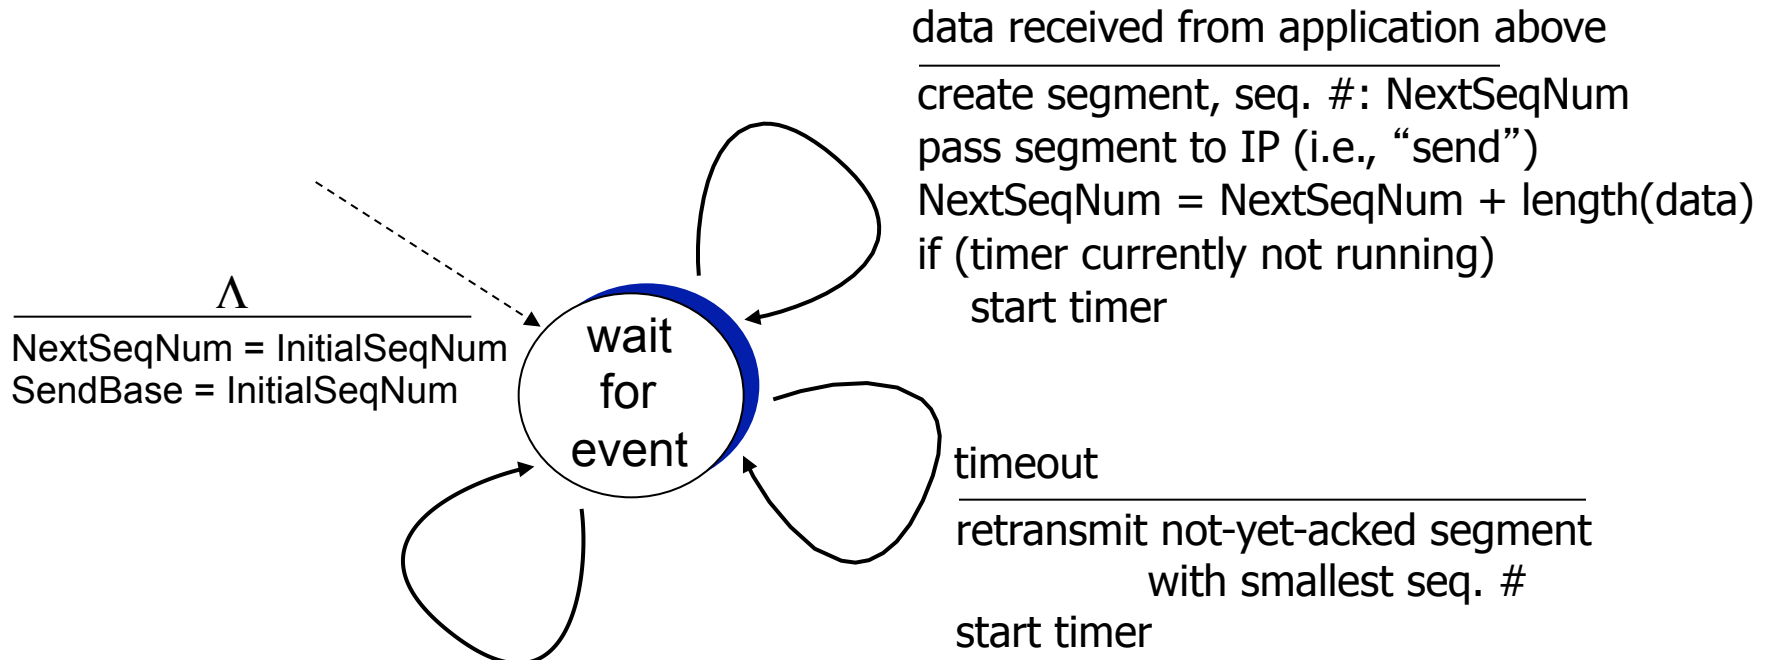 data received from application above
create segment, seq. #: NextSeqNum
pass segment to IP (i.e., “send”)
NextSeqNum = NextSeqNum + length(data)
if (timer currently not running)
start timer
Λ
NextSeqNum = InitialSeqNum
SendBase = InitialSeqNum
wait
for
event
timeout
retransmit not-yet-acked segment
with smallest seq. #
start timer